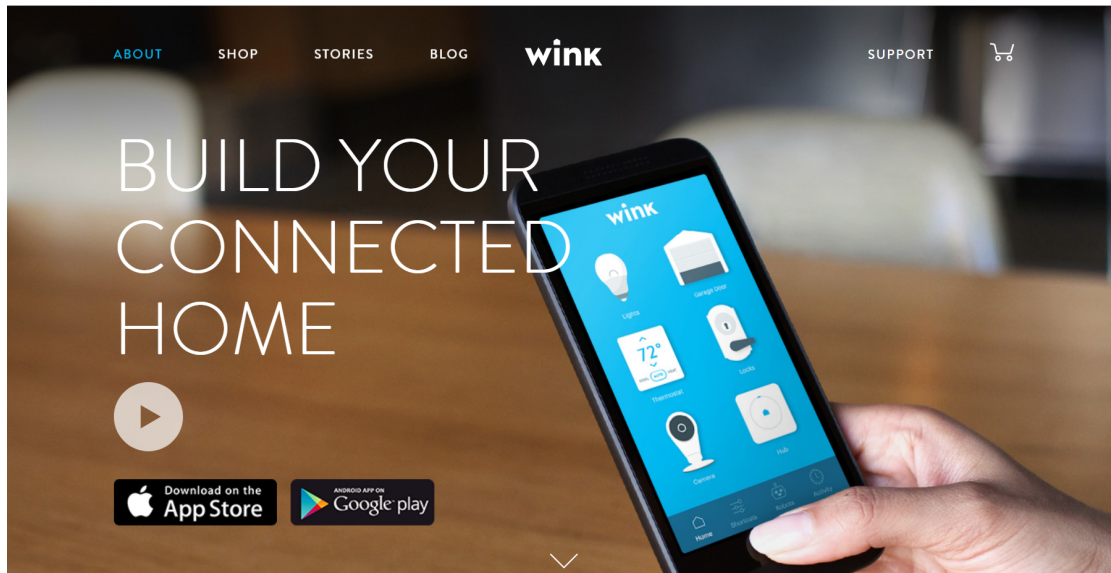 ABOUT
SHOP
STORIES
BLOG
wink
SUPPORT
BUILD YOUR
CONNECTED
HOME
Download on the
App Store
ANDROID APP ON
Google play
wink
Lights
Garage Door
72°
AUTO
Thermostat
Locks
Camera
Hub
Home
Shortcuts
Robots
Activity